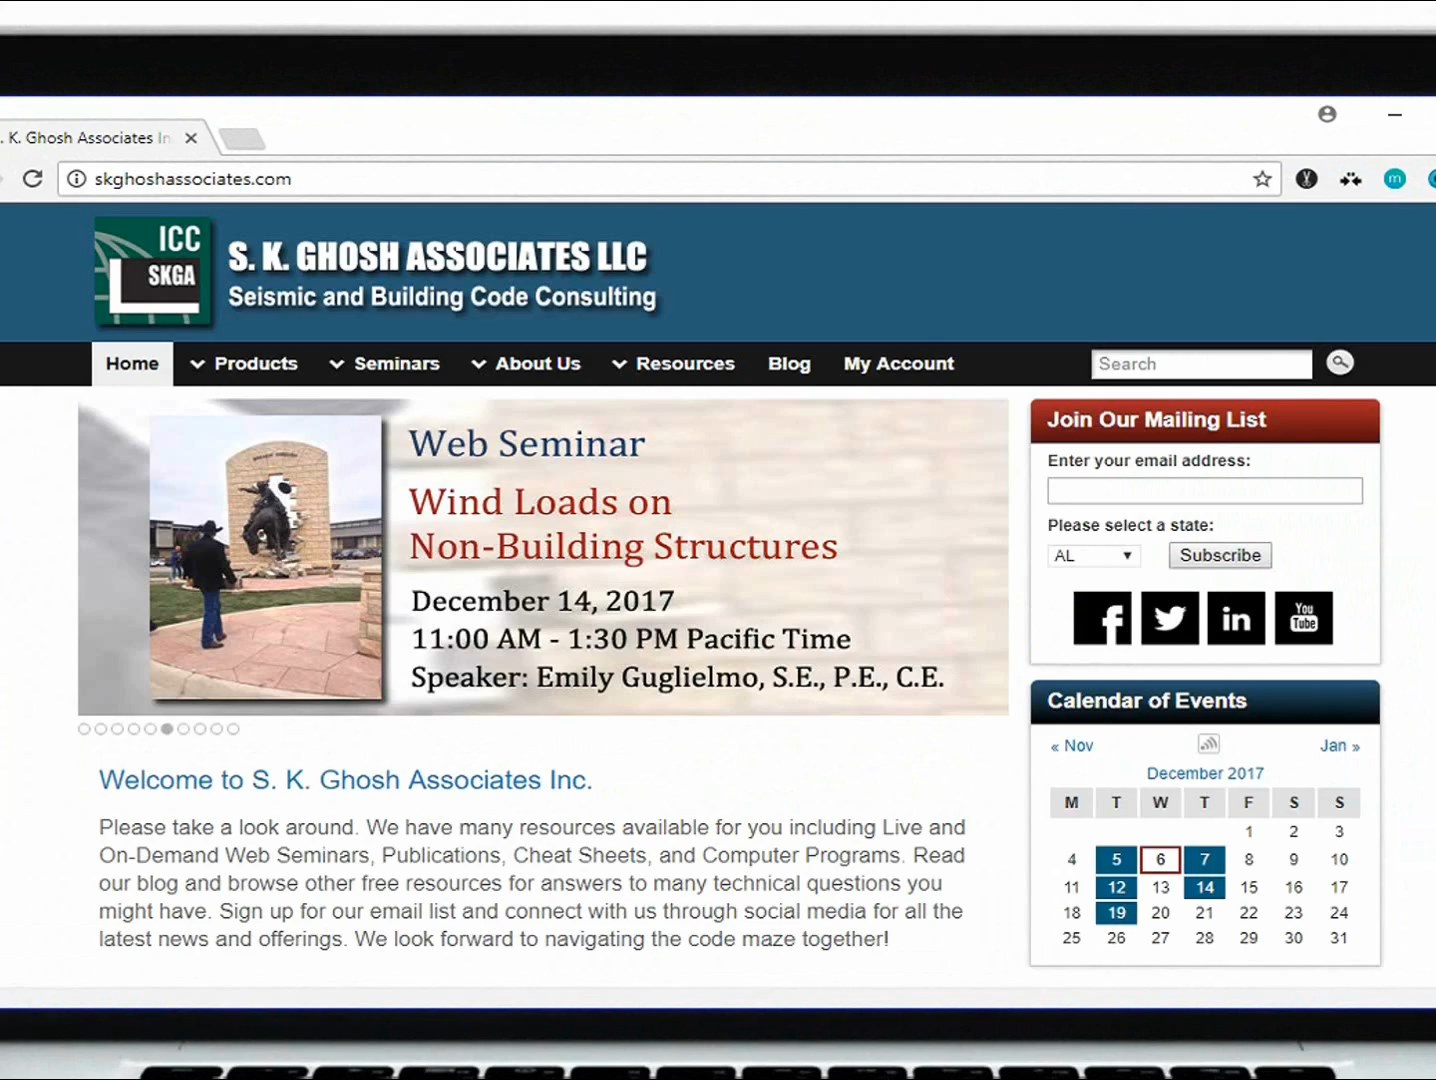 . K. Ghosh Associates In
skghoshassociates.com
ICC
SKGA
S. K. GHOSH ASSOCIATES LLC
Seismic and Building Code Consulting
Home
Products
Seminars
About Us
Resources
Blog
My Account
Search
Web Seminar
Wind Loads on
Non-Building Structures
December 14, 2017
11:00 AM - 1:30 PM Pacific Time
Speaker: Emily Guglielmo, S.E., P.E., C.E.
Welcome to S. K. Ghosh Associates Inc.
Please take a look around. We have many resources available for you including Live and
On-Demand Web Seminars, Publications, Cheat Sheets, and Computer Programs. Read
our blog and browse other free resources for answers to many technical questions you
might have. Sign up for our email list and connect with us through social media for all the
latest news and offerings. We look forward to navigating the code maze together!
Join Our Mailing List
Enter your email address:
Please select a state:
AL
Subscribe
f
in
You
Tube
Calendar of Events
« Nov
Jan »
December 2017
M T W T F S S
1 2 3
4 5 6 7 8 9 10
11 12 13 14 15 16 17
18 19 20 21 22 23 24
25 26 27 28 29 30 31